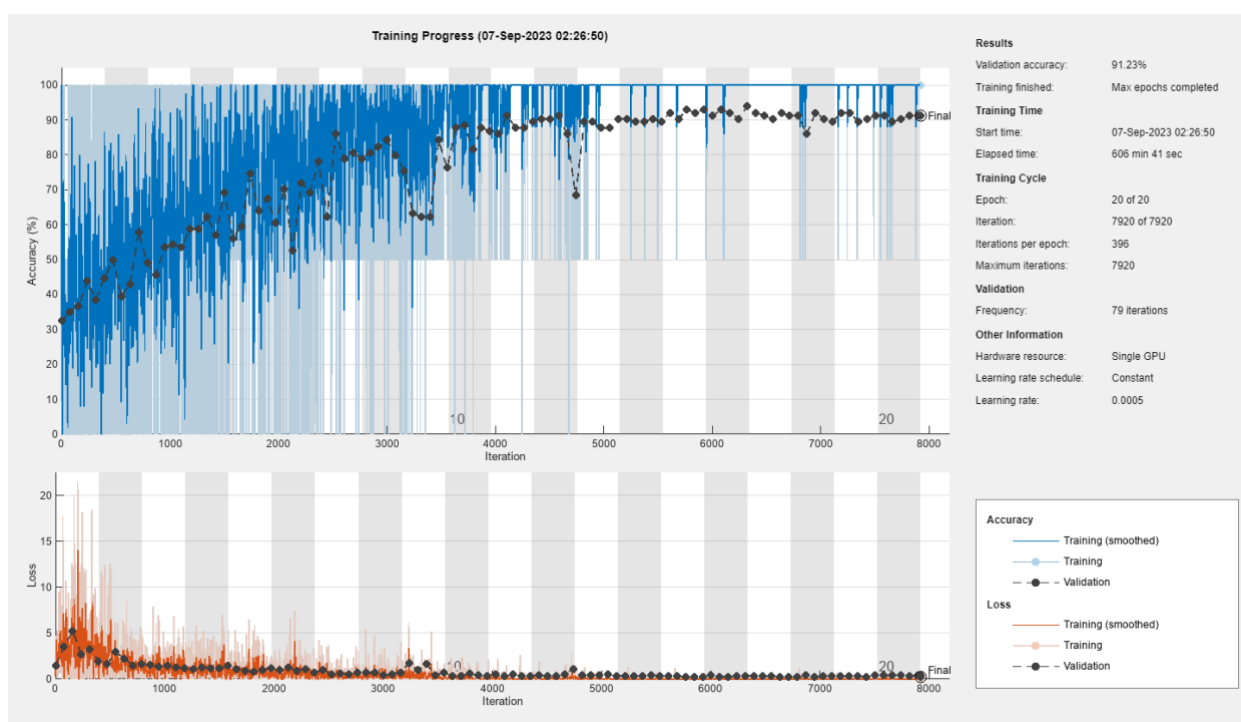 Training Progress (07-Sep-2023 02:26:50)
Accuracy (%)
100
90
80
70
60
50
40
30
20
10
0
10
20
Final
0 1000 2000 3000 4000 5000 6000 7000 8000
Iteration
Loss
20
15
10
5
0
10
20
Final
0 1000 2000 3000 4000 5000 6000 7000 8000
Iteration
Results
Validation accuracy: 91.23%
Training finished: Max epochs completed
Training Time
Start time: 07-Sep-2023 02:26:50
Elapsed time: 606 min 41 sec
Training Cycle
Epoch: 20 of 20
Iteration: 7920 of 7920
Iterations per epoch: 396
Maximum iterations: 7920
Validation
Frequency: 79 iterations
Other Information
Hardware resource: Single GPU
Learning rate schedule: Constant
Learning rate: 0.0005
Accuracy
Training (smoothed)
Training
Validation
Loss
Training (smoothed)
Training
Validation